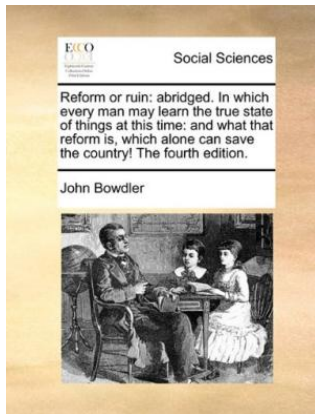 ECCO
Social Sciences
Reform or ruin: abridged. In which
every man may learn the true state
of things at this time: and what that
reform is, which alone can save
the country! The fourth edition.
John Bowdler